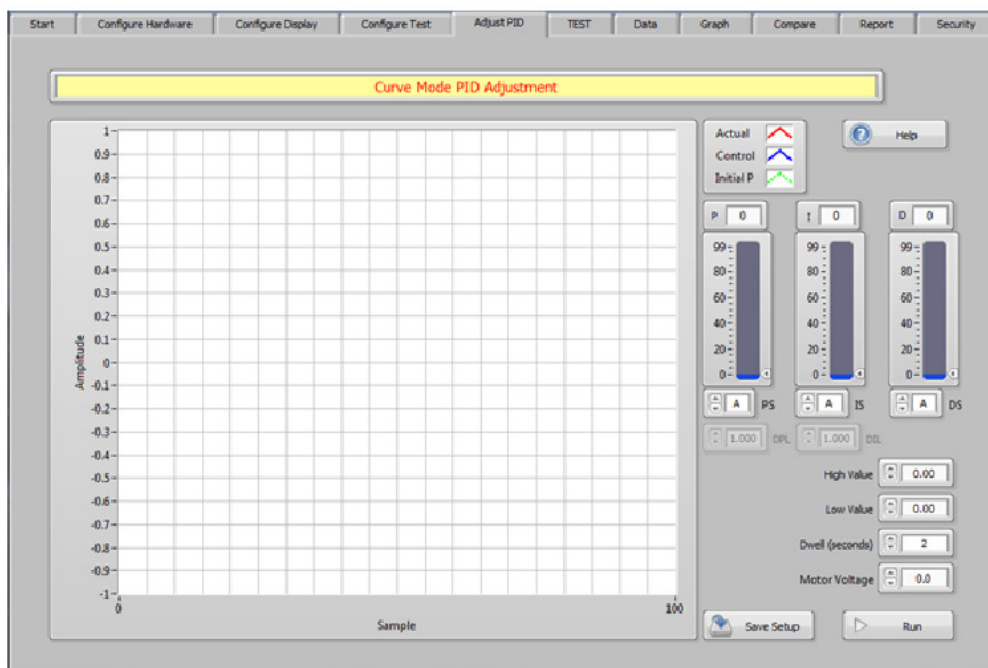 Start Configure Hardware Configure Display Configure Test Adjust PID TEST Data Graph Compare Report Security
Curve Mode PID Adjustment
Actual
Control
Initial P
Help
P 0 I 0 D 0
1
0.9
0.8
0.7
0.6
0.5
0.4
0.3
0.2
0.1
0
-0.1
-0.2
-0.3
-0.4
-0.5
-0.6
-0.7
-0.8
-0.9
-1
Amplitude
0 100
Sample
99 99 99
80 80 80
60 60 60
40 40 40
20 20 20
0 0 0
A PS A IS A DS
1.000 DPL 1.000 DIL
High Value 0.00
Low Value 0.00
Dwell (seconds) 2
Motor Voltage 0.0
Save Setup Run